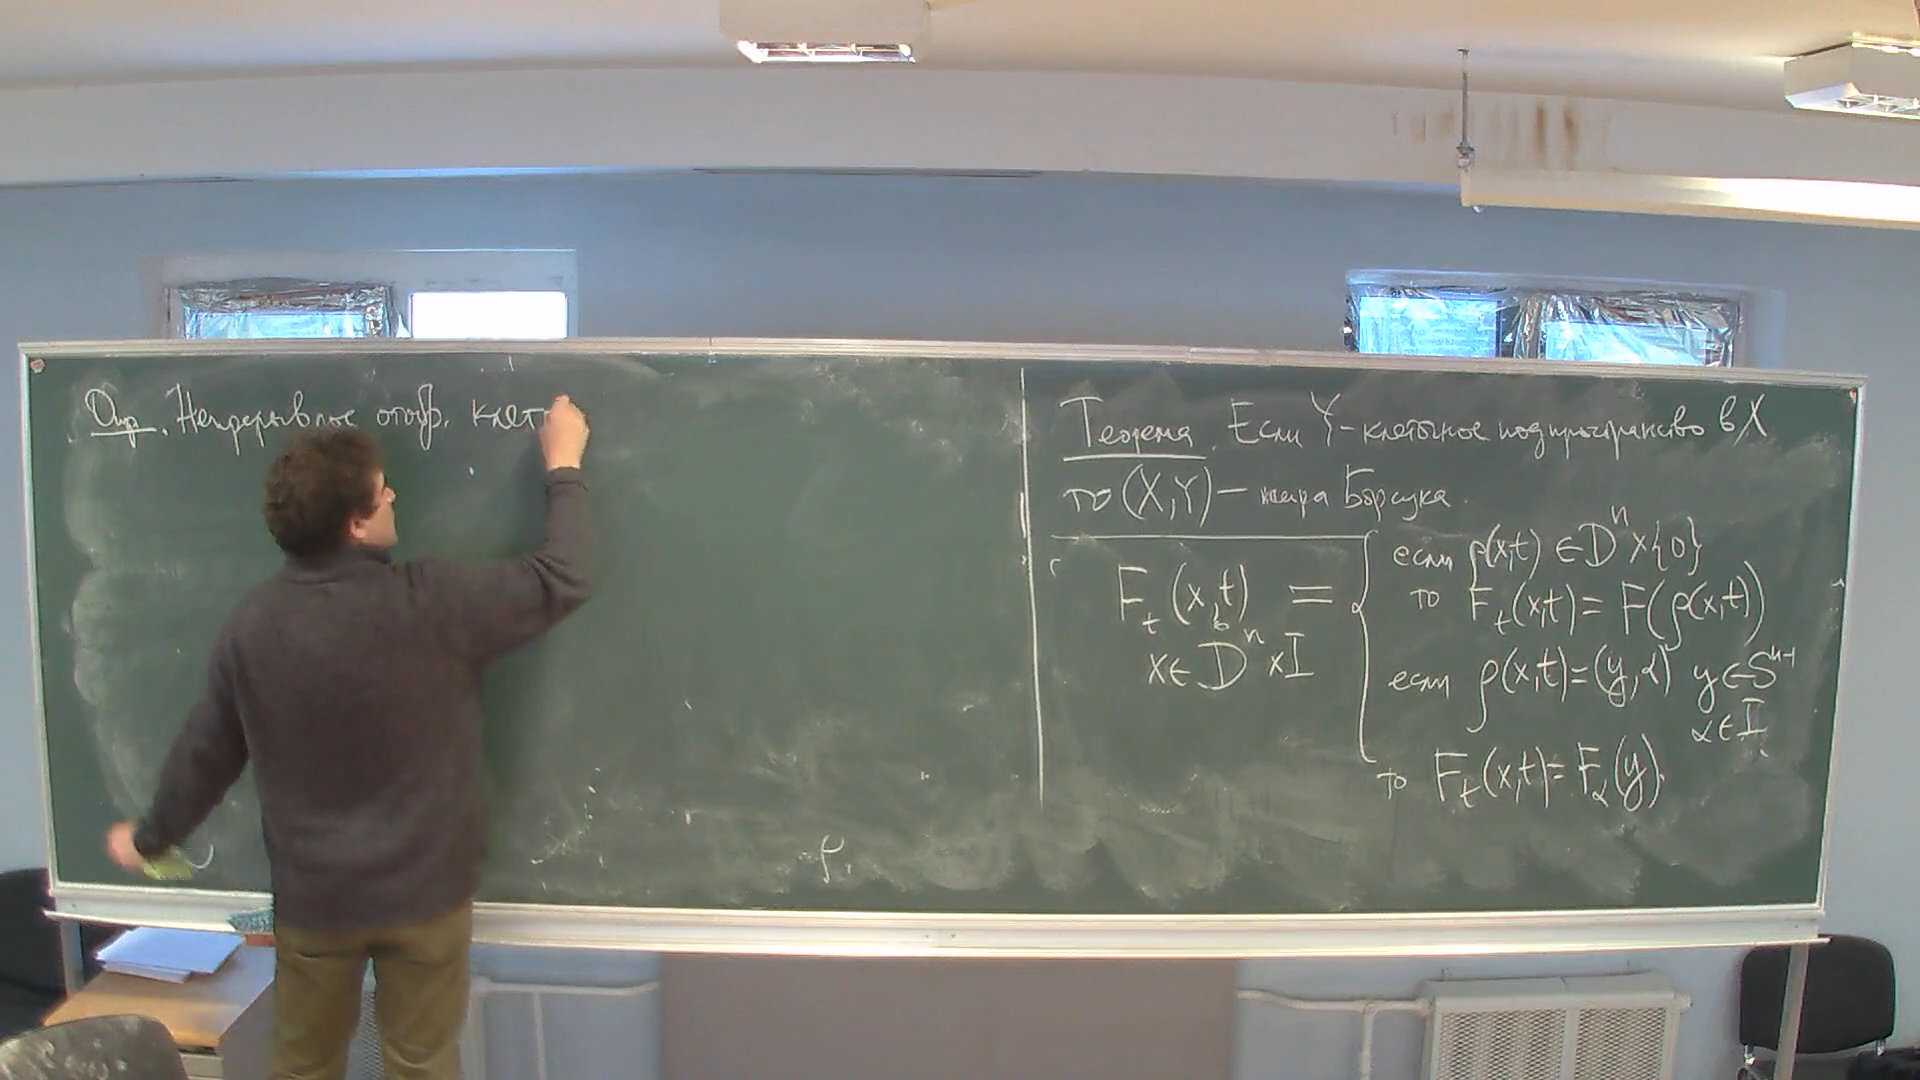 Опр. Непрерывное отобр. клет
Теорема. Если Y-клеточное подпространство в X
то (X,Y) — пара Борсука.
F_t(x,t) =
x∈D^n×I
если ρ(x,t)∈D^n×{0}
то F_t(x,t)=F(ρ(x,t))
если ρ(x,t)=(y,α) y∈S^{n-1}
α∈I
то F_t(x,t)=F_α(y).